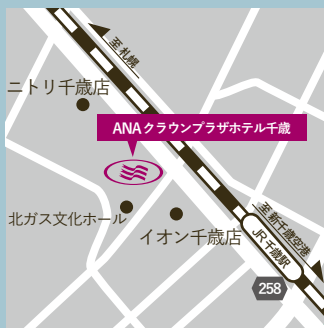 至札幌
ニトリ千歳店
ANAクラウンプラザホテル千歳
北ガス文化ホール
イオン千歳店
至新千歳空港
JR千歳駅
258